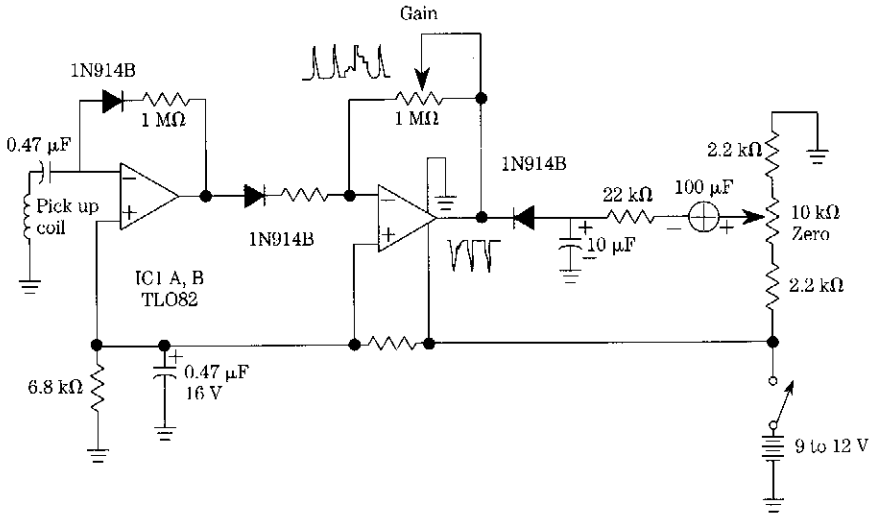 Gain
1N914B
1 MΩ
0.47 µF
Pick up
coil
−
+
1N914B
IC1 A, B
TLO82
1 MΩ
−
+
1N914B
22 kΩ
100 µF
−
+
+
10 µF
−
2.2 kΩ
10 kΩ
Zero
2.2 kΩ
6.8 kΩ
+
0.47 µF
16 V
9 to 12 V